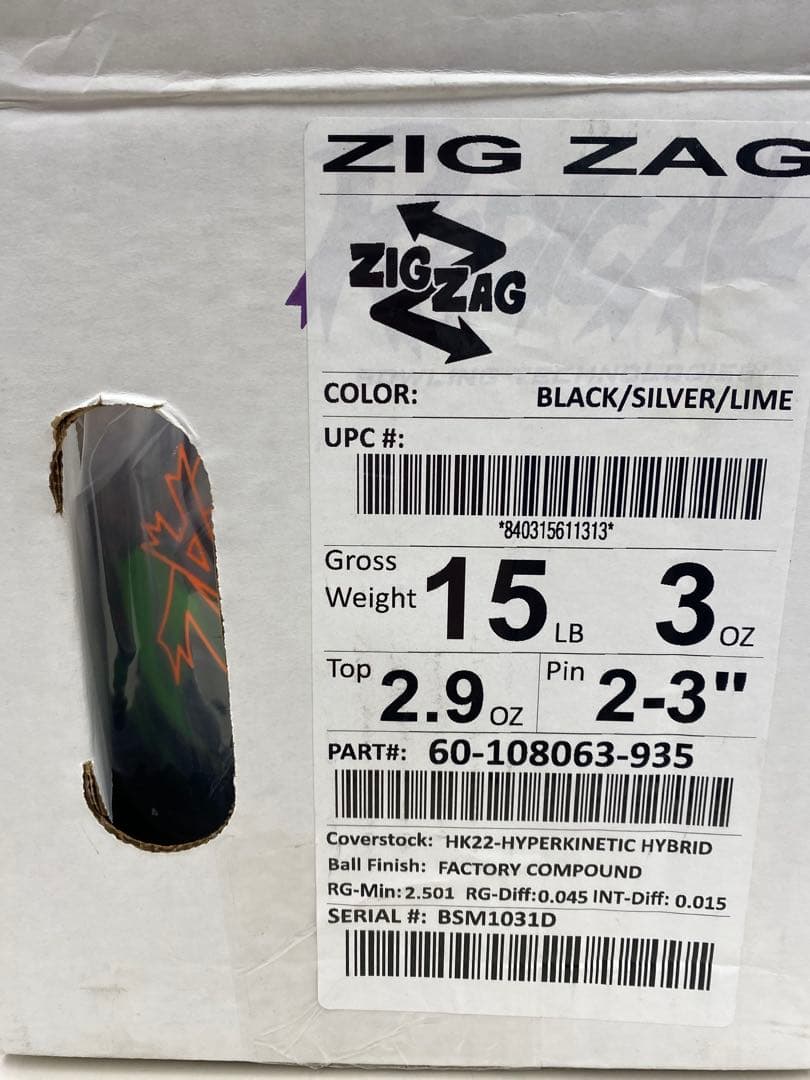 ZIG ZAG
ZIG ZAG
COLOR: BLACK/SILVER/LIME
UPC #:
*840315611313*
Gross Weight 15 LB 3 OZ
Top 2.9 OZ Pin 2-3"
PART#: 60-108063-935
Coverstock: HK22-HYPERKINETIC HYBRID
Ball Finish: FACTORY COMPOUND
RG-Min: 2.501 RG-Diff: 0.045 INT-Diff: 0.015
SERIAL #: BSM1031D